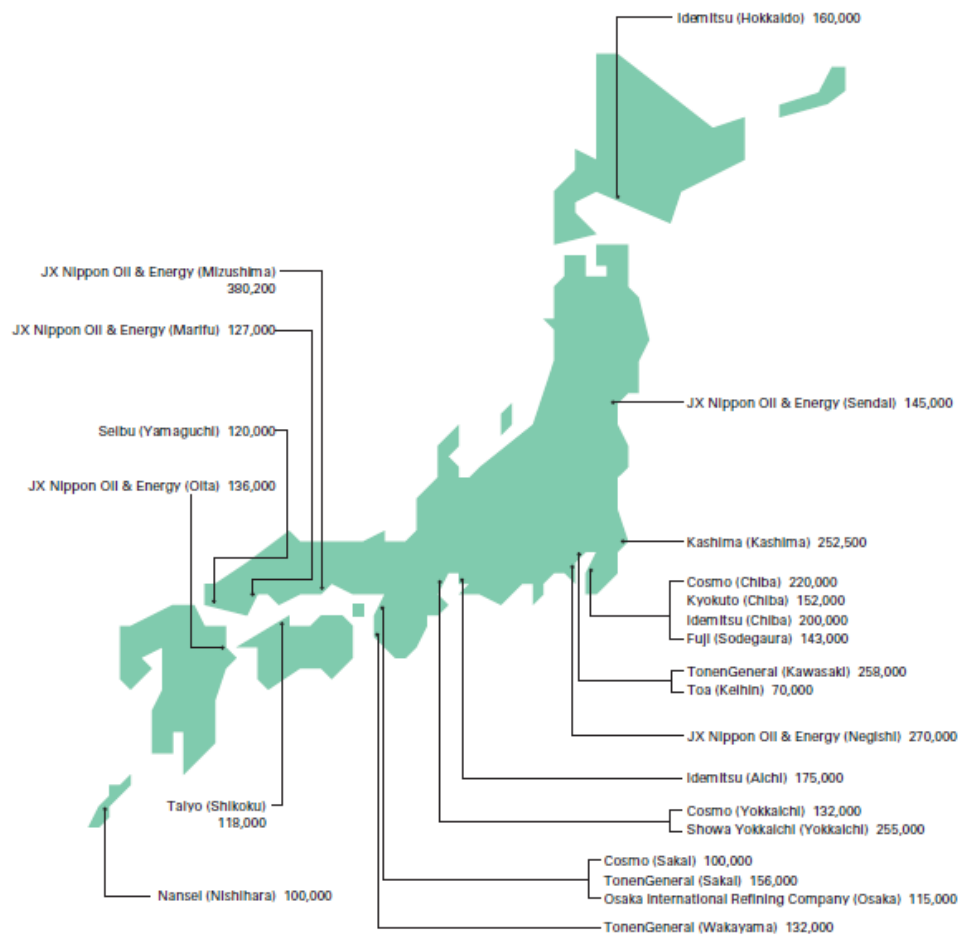 Idemitsu (Hokkaido) 160,000
JX Nippon Oil & Energy (Mizushima)
380,200
JX Nippon Oil & Energy (Marifu) 127,000
JX Nippon Oil & Energy (Sendai) 145,000
Seibu (Yamaguchi) 120,000
JX Nippon Oil & Energy (Oita) 136,000
Kashima (Kashima) 252,500
Cosmo (Chiba) 220,000
Kyokuto (Chiba) 152,000
Idemitsu (Chiba) 200,000
Fuji (Sodegaura) 143,000
TonenGeneral (Kawasaki) 258,000
Toa (Keihin) 70,000
JX Nippon Oil & Energy (Negishi) 270,000
Idemitsu (Aichi) 175,000
Taiyo (Shikoku)
118,000
Cosmo (Yokkaichi) 132,000
Showa Yokkaichi (Yokkaichi) 255,000
Cosmo (Sakai) 100,000
TonenGeneral (Sakai) 156,000
Osaka International Refining Company (Osaka) 115,000
Nansei (Nishihara) 100,000
TonenGeneral (Wakayama) 132,000